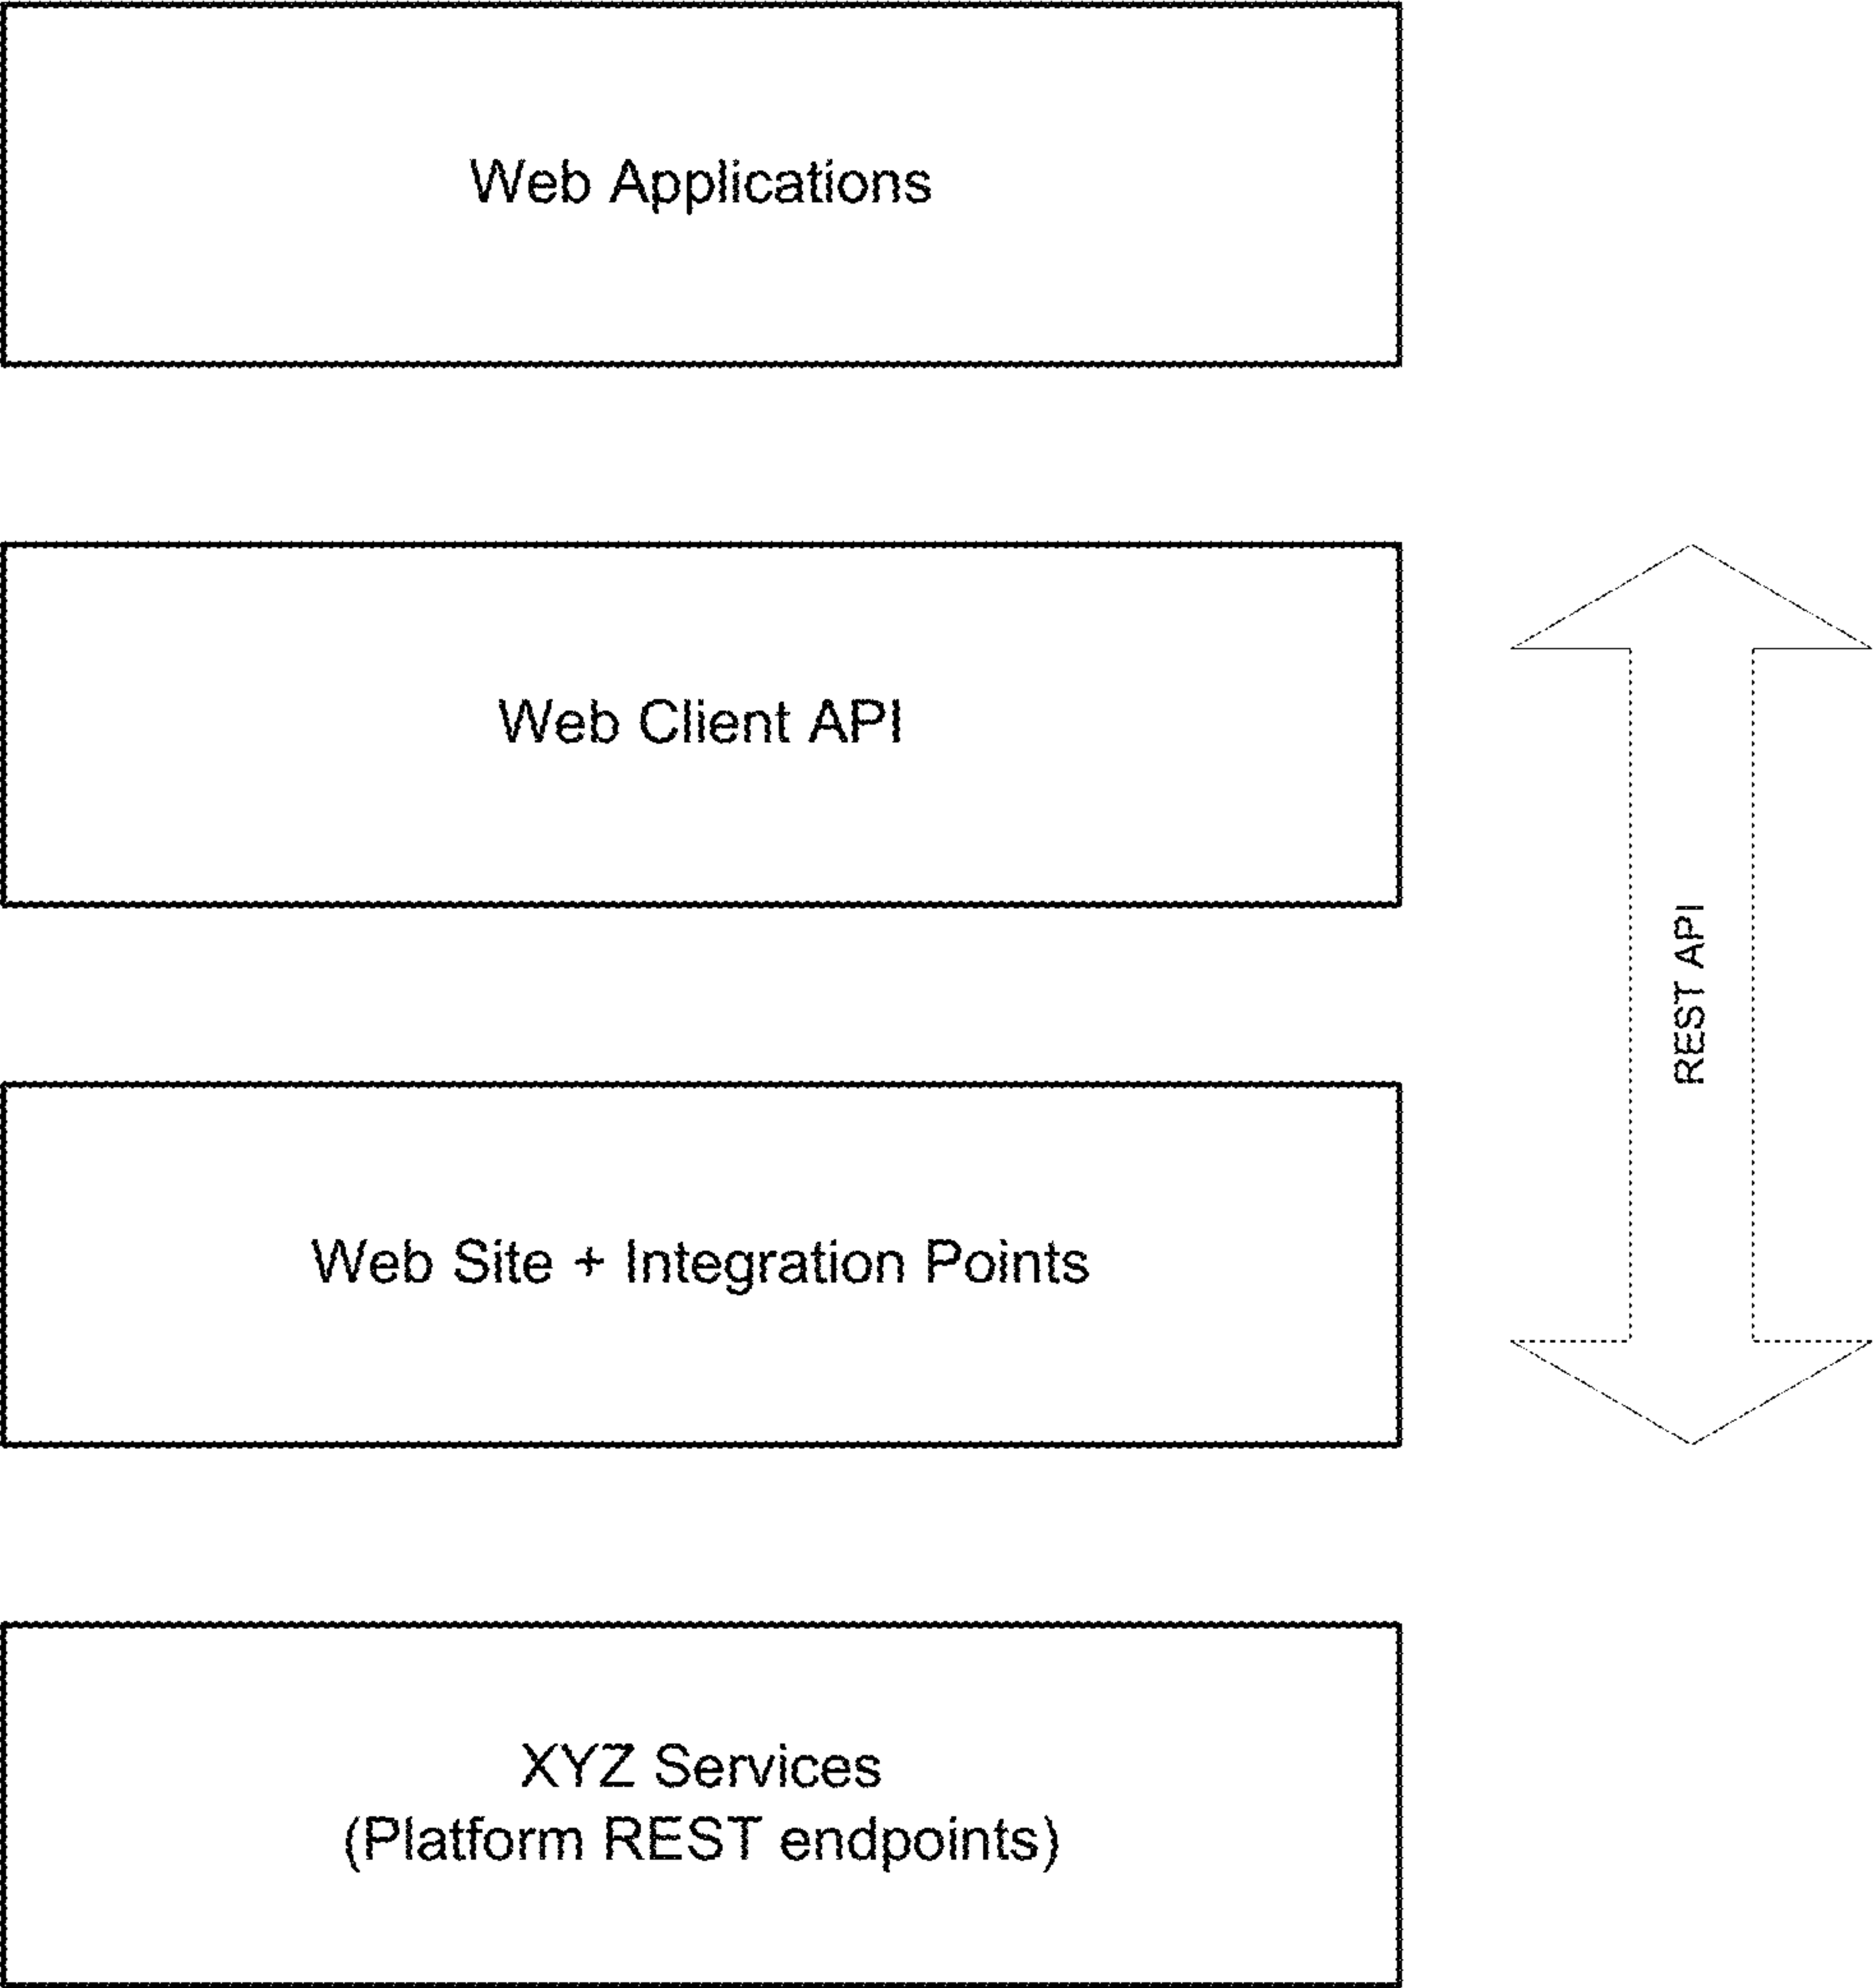 Web Applications
Web Client API
REST API
Web Site + Integration Points
XYZ Services
(Platform REST endpoints)